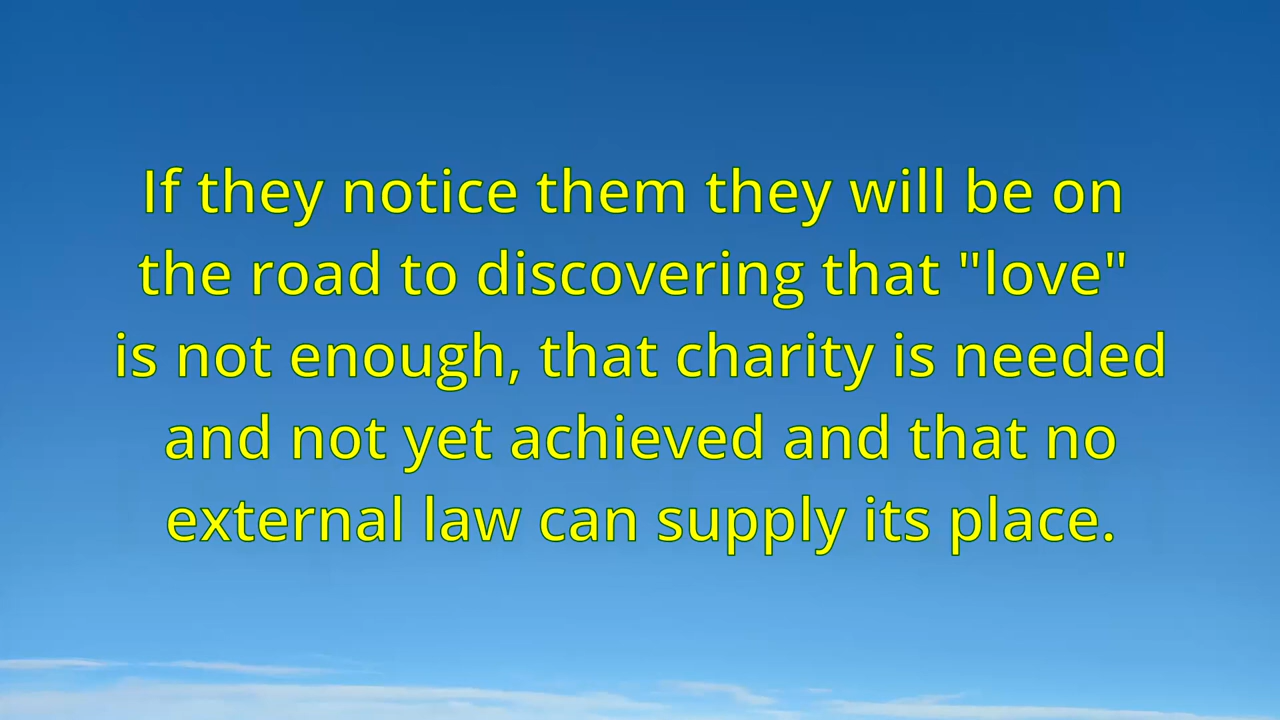 If they notice them they will be on
the road to discovering that "love"
is not enough, that charity is needed
and not yet achieved and that no
external law can supply its place.